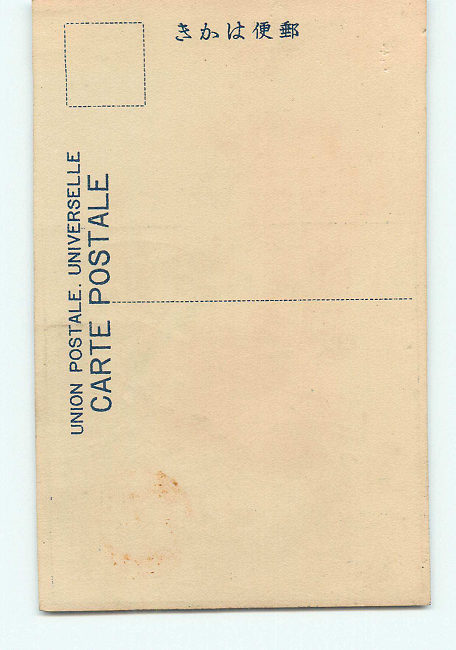 きかは便郵
UNION POSTALE. UNIVERSELLE
CARTE POSTALE